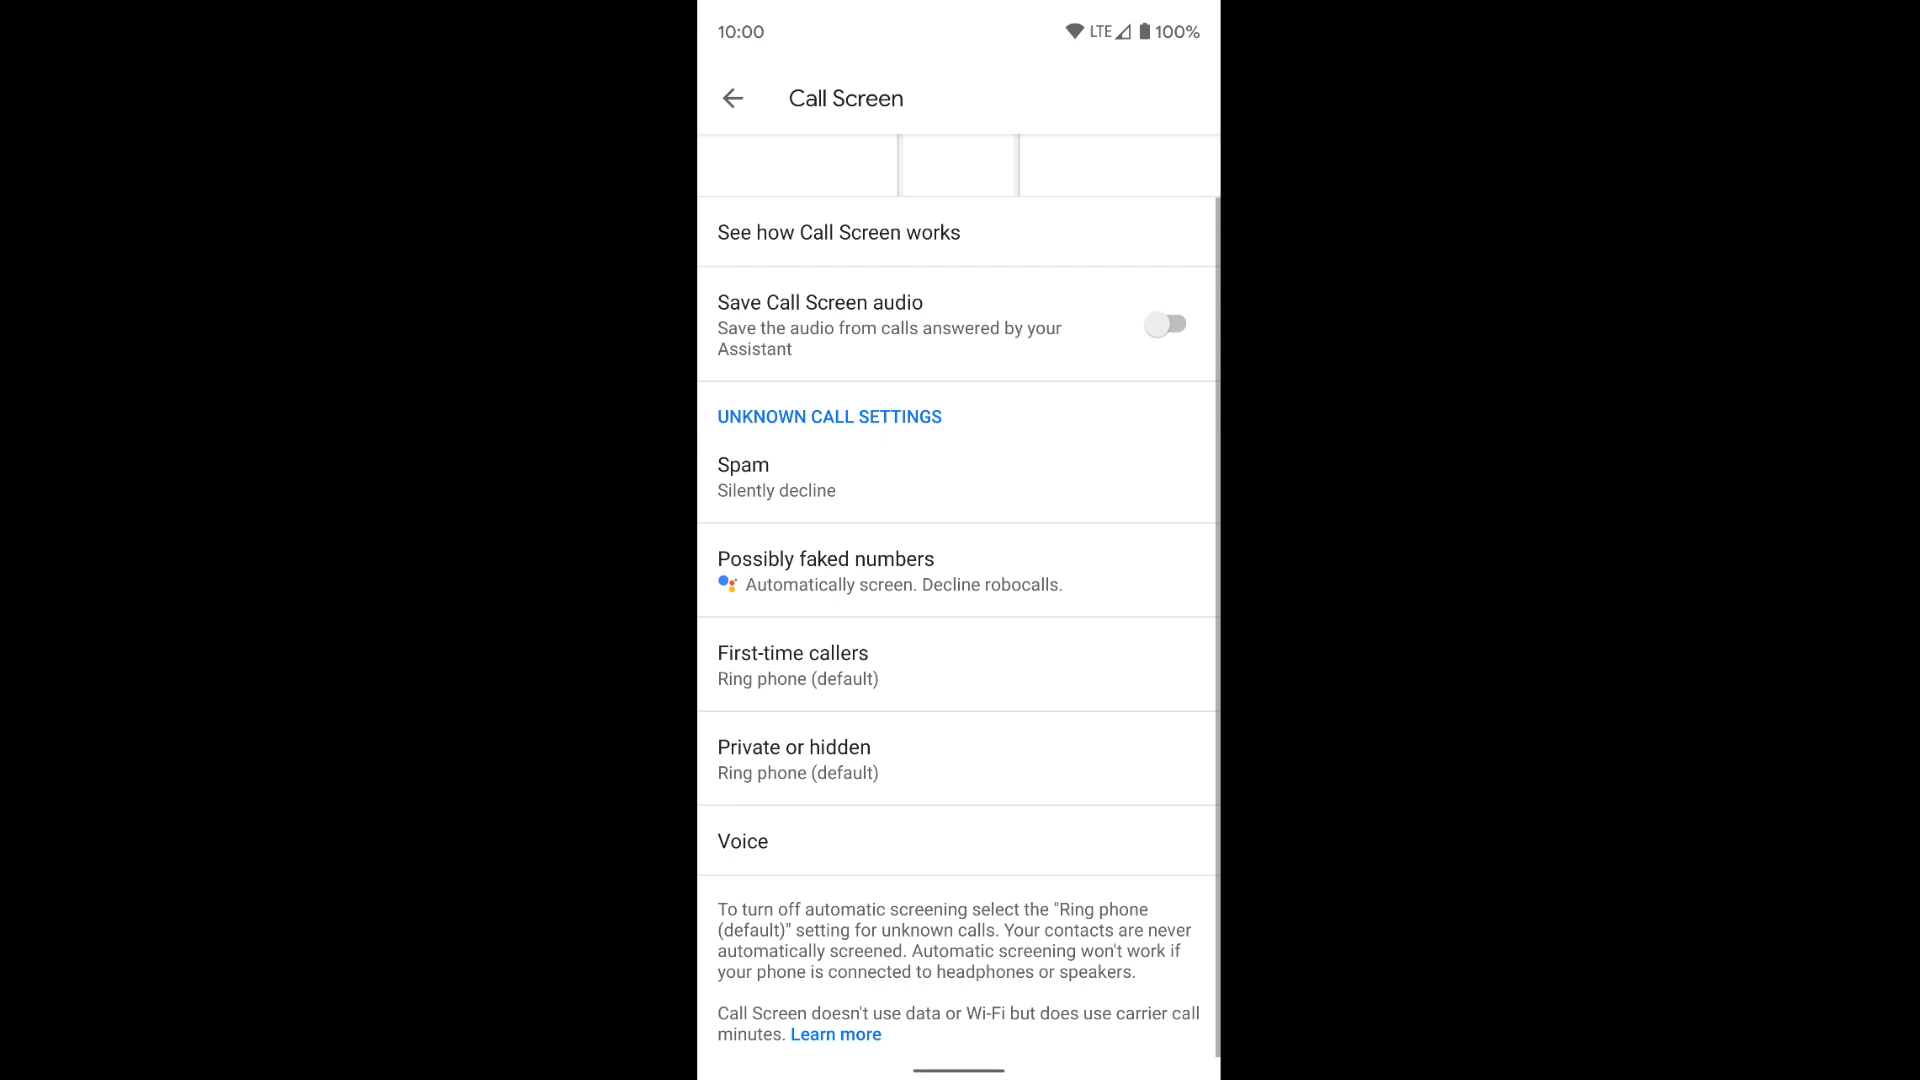 10:00
LTE 100%
Call Screen
See how Call Screen works
Save Call Screen audio
Save the audio from calls answered by your
Assistant
UNKNOWN CALL SETTINGS
Spam
Silently decline
Possibly faked numbers
Automatically screen. Decline robocalls.
First-time callers
Ring phone (default)
Private or hidden
Ring phone (default)
Voice
To turn off automatic screening select the "Ring phone
(default)" setting for unknown calls. Your contacts are never
automatically screened. Automatic screening won't work if
your phone is connected to headphones or speakers.
Call Screen doesn't use data or Wi-Fi but does use carrier call
minutes. Learn more